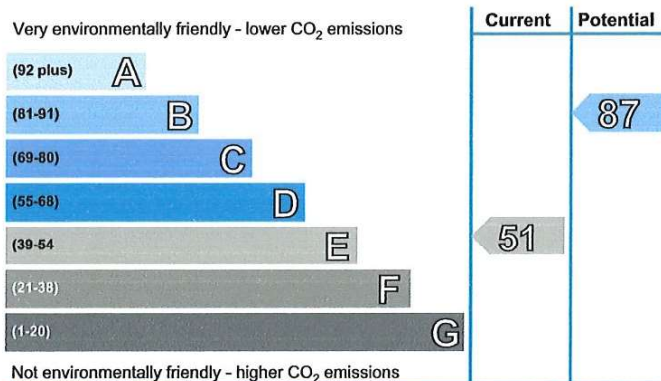 Current Potential
Very environmentally friendly - lower CO₂ emissions
(92 plus) A
(81-91) B 87
(69-80) C
(55-68) D
(39-54 E 51
(21-38) F
(1-20) G
Not environmentally friendly - higher CO₂ emissions